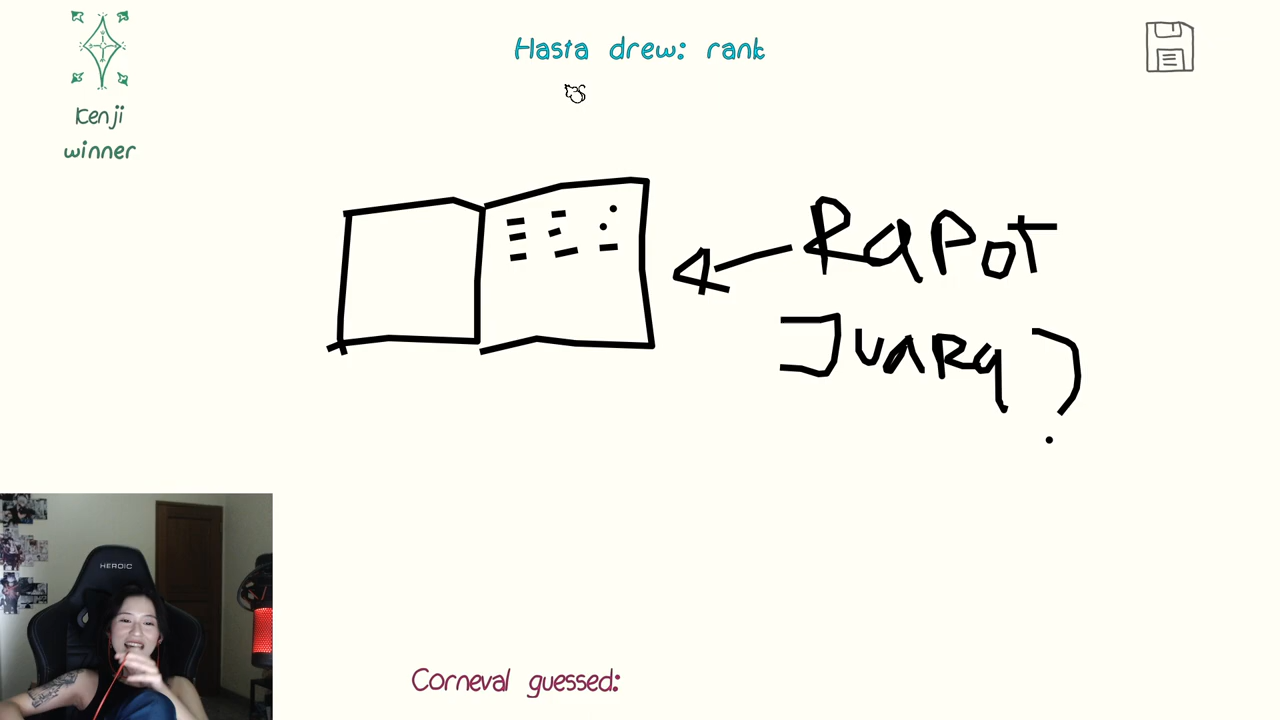 Hasta drew: rank
Kenji
winner
RaPot
JuaRa ?
HEROIC
Corneval guessed: